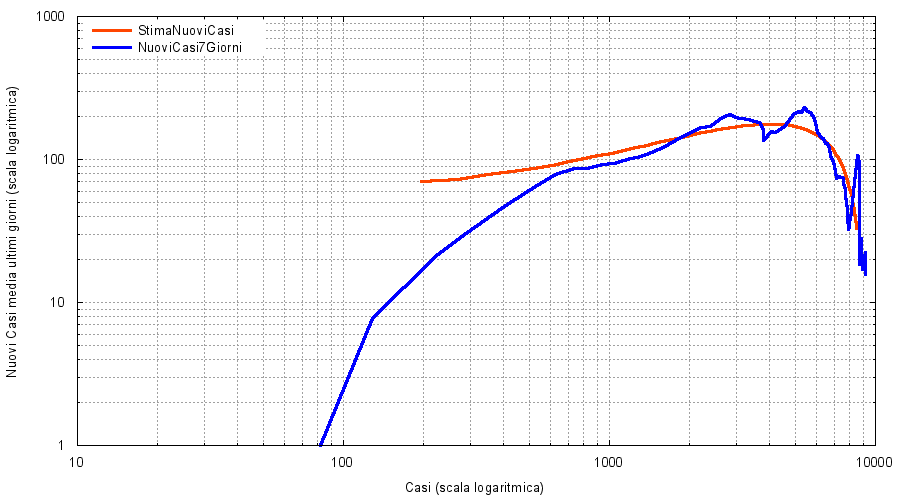 1000
StimaNuoviCasi
NuoviCasi7Giorni
100
10
1
Nuovi Casi media ultimi giorni (scala logaritmica)
10
100
1000
10000
Casi (scala logaritmica)